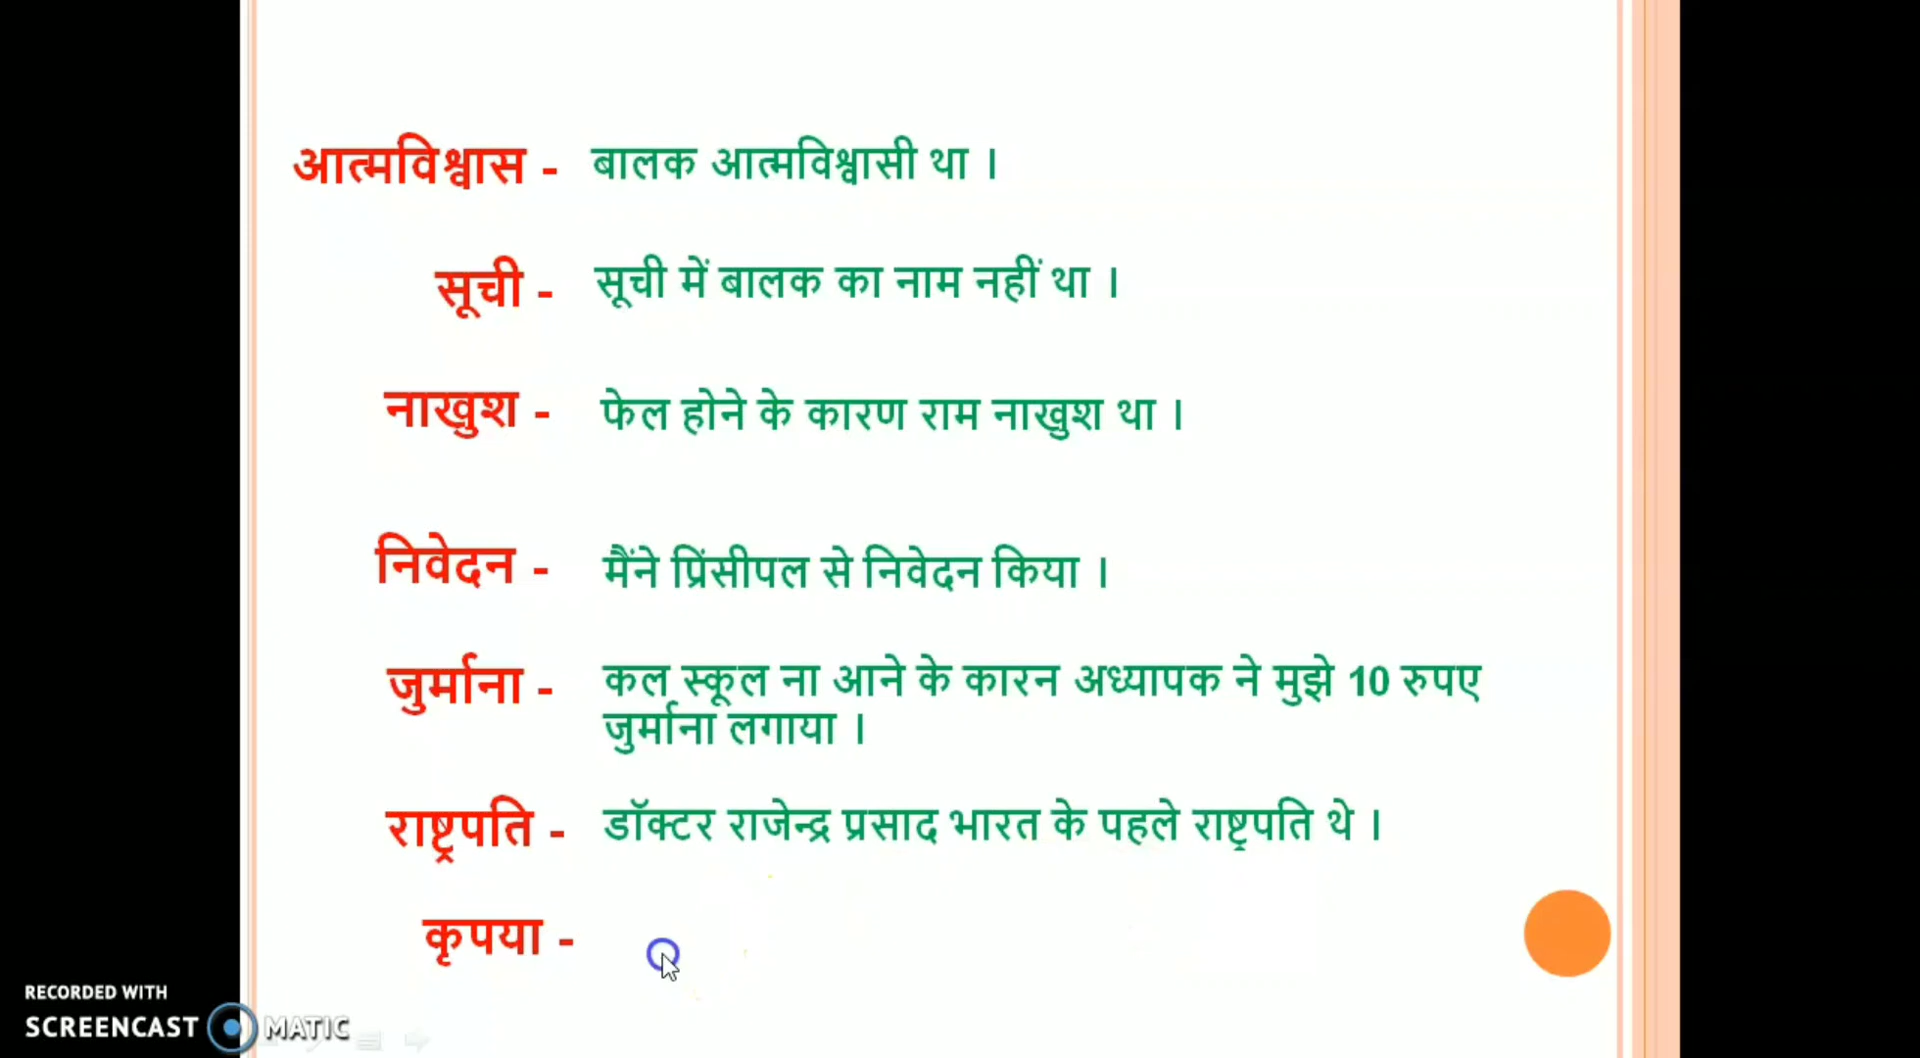 आत्मविश्वास - बालक आत्मविश्वासी था ।
सूची - सूची में बालक का नाम नहीं था ।
नाखुश - फेल होने के कारण राम नाखुश था ।
निवेदन - मैंने प्रिंसीपल से निवेदन किया ।
जुर्माना - कल स्कूल ना आने के कारन अध्यापक ने मुझे 10 रुपए
जुर्माना लगाया ।
राष्ट्रपति - डॉक्टर राजेन्द्र प्रसाद भारत के पहले राष्ट्रपति थे ।
कृपया -
RECORDED WITH
SCREENCAST MATIC